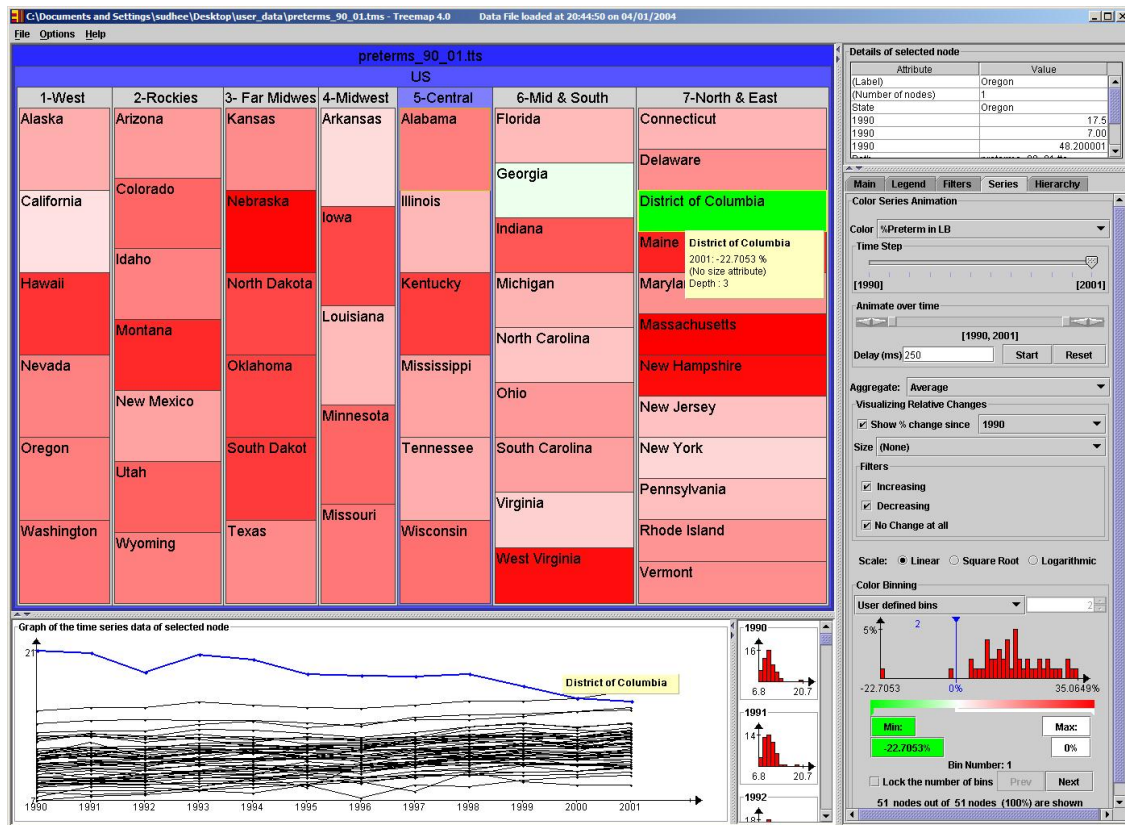 C:\Documents and Settings\sudhee\Desktop\user_data\preterms_90_01.tms - Treemap 4.0 Data File loaded at 20:44:50 on 04/01/2004
File Options Help
preterms_90_01.tts
US
1-West 2-Rockies 3- Far Midwes 4-Midwest 5-Central 6-Mid & South 7-North & East
Alaska
California
Hawaii
Nevada
Oregon
Washington
Arizona
Colorado
Idaho
Montana
New Mexico
Utah
Wyoming
Kansas
Nebraska
North Dakota
Oklahoma
South Dakot
Texas
Arkansas
Iowa
Louisiana
Minnesota
Missouri
Alabama
Illinois
Kentucky
Mississippi
Tennessee
Wisconsin
Florida
Georgia
Indiana
Michigan
North Carolina
Ohio
South Carolina
Virginia
West Virginia
Connecticut
Delaware
District of Columbia
Maine
Marylan
Massachusetts
New Hampshire
New Jersey
New York
Pennsylvania
Rhode Island
Vermont
District of Columbia
2001: -22.7053 %
(No size attribute)
Depth : 3
Details of selected node
Attribute Value
(Label) Oregon
(Number of nodes) 1
State Oregon
1990 17.5
1990 7.00
1990 48.200001
Main Legend Filters Series Hierarchy
Color Series Animation
Color %Preterm in LB
Time Step
[1990] [2001]
Animate over time
[1990, 2001]
Delay (ms) 250 Start Reset
Aggregate: Average
Visualizing Relative Changes
Show % change since 1990
Size (None)
Filters
Increasing
Decreasing
No Change at all
Scale: Linear Square Root Logarithmic
Color Binning
User defined bins 2
5% 2
-22.7053 0% 35.0649%
Min: Max:
-22.7053% 0%
Bin Number: 1
Lock the number of bins Prev Next
51 nodes out of 51 nodes (100%) are shown
Graph of the time series data of selected node
21
District of Columbia
7
1990 1991 1992 1993 1994 1995 1996 1997 1998 1999 2000 2001
1990
16
6.8 20.7
1991
14
6.8 20.7
1992
18